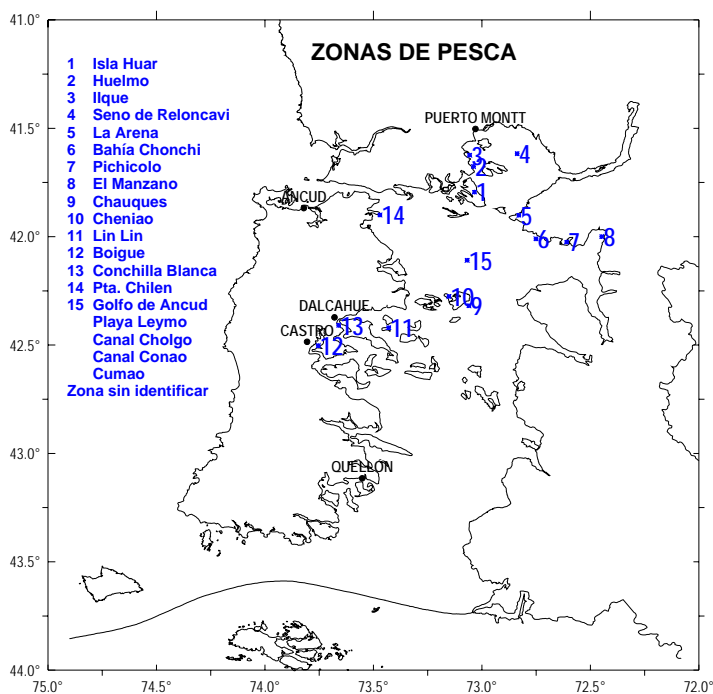 41.0°
ZONAS DE PESCA
1 Isla Huar
2 Huelmo
3 Ilque
4 Seno de Reloncavi
5 La Arena
6 Bahía Chonchi
7 Pichicolo
8 El Manzano
9 Chauques
10 Cheniao
11 Lin Lin
12 Boigue
13 Conchilla Blanca
14 Pta. Chilen
15 Golfo de Ancud
Playa Leymo
Canal Cholgo
Canal Conao
Cumao
Zona sin identificar
PUERTO MONTT
41.5°
3
4
2
1
ANCUD
14
5
6
7
8
42.0°
15
10
9
DALCAHUE
13
11
CASTRO
12
42.5°
43.0°
QUELLON
43.5°
44.0°
75.0°
74.5°
74.0°
73.5°
73.0°
72.5°
72.0°